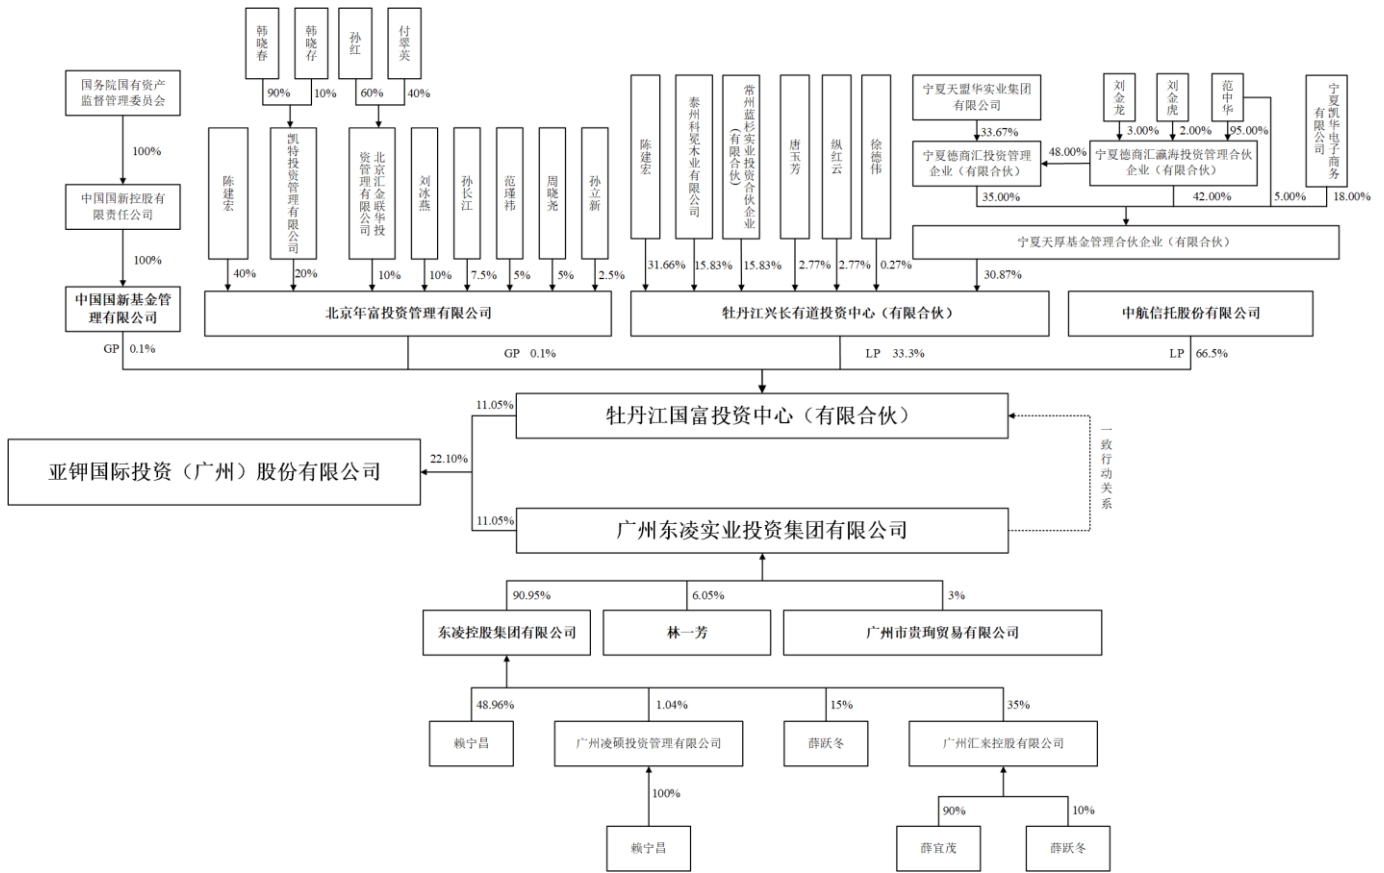 韩晓春
韩晓存
孙红
付翠英
国务院国有资产
监督管理委员会
90%
10%
60%
40%
陈建宏
泰州科冕木业有限公司
常州蓝杉实业投资合伙企业
(有限合伙)
唐玉芳
纵红云
徐德伟
宁夏天盟华实业集团
有限公司
刘金龙
刘金虎
范中华
宁夏凯华电子商务
有限公司
100%
陈建宏
凯特投资管理有限公司
北京汇金联华投
资管理有限公司
刘冰燕
孙长江
范瑾祎
周晓尧
孙立新
33.67%
3.00%
2.00%
95.00%
宁夏德商汇投资管理
企业（有限合伙）
48.00%
宁夏德商汇瀛海投资管理合伙
企业（有限合伙）
中国国新控股有
限责任公司
35.00%
42.00%
5.00%
18.00%
宁夏天厚基金管理合伙企业（有限合伙）
100%
40%
20%
10%
10%
7.5%
5%
5%
2.5%
31.66%
15.83%
15.83%
2.77%
2.77%
0.27%
30.87%
中国国新基金管
理有限公司
北京年富投资管理有限公司
牡丹江兴长有道投资中心（有限合伙）
中航信托股份有限公司
GP 0.1%
GP 0.1%
LP 33.3%
LP 66.5%
11.05%
牡丹江国富投资中心（有限合伙）
一致行动关系
亚钾国际投资（广州）股份有限公司
22.10%
11.05%
广州东凌实业投资集团有限公司
90.95%
6.05%
3%
东凌控股集团有限公司
林一芳
广州市贵珣贸易有限公司
48.96%
1.04%
15%
35%
赖宁昌
广州凌硕投资管理有限公司
薛跃冬
广州汇来控股有限公司
100%
90%
10%
赖宁昌
薛宜茂
薛跃冬